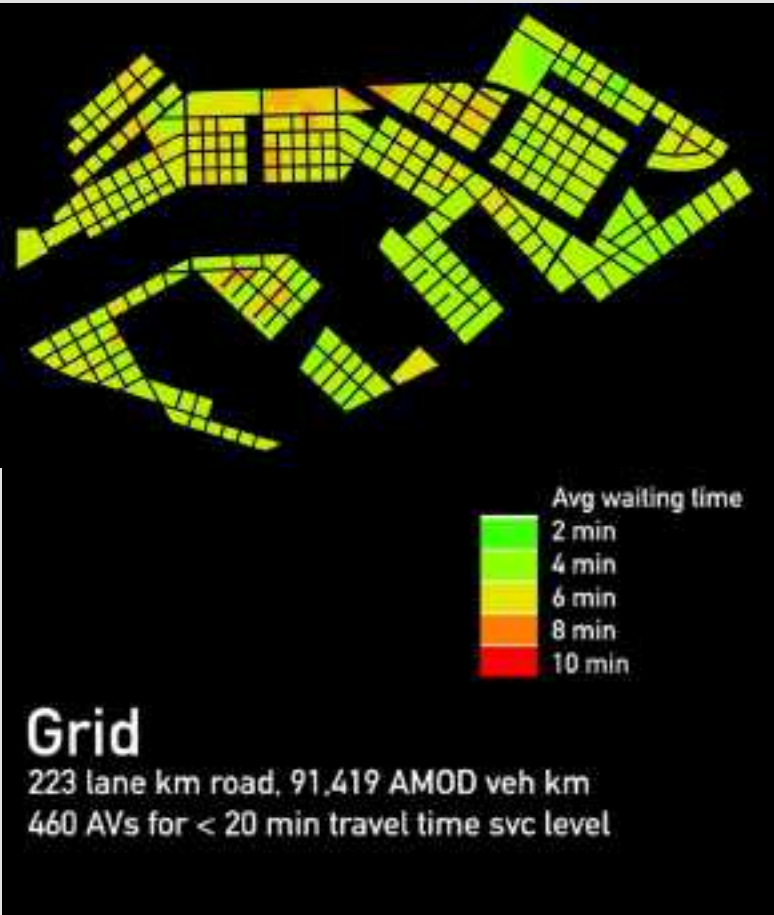 Avg waiting time
2 min
4 min
6 min
8 min
10 min
Grid
223 lane km road, 91,419 AMOD veh km
460 AVs for < 20 min travel time svc level